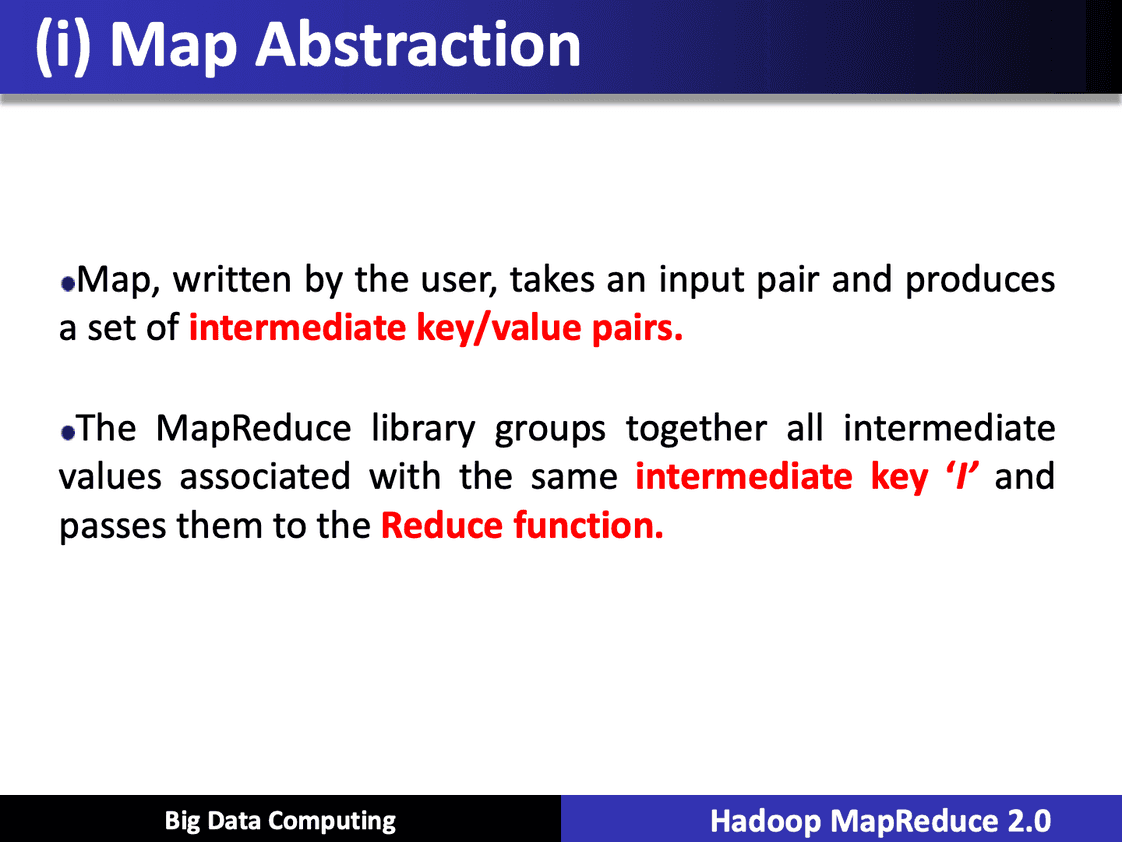 (i) Map Abstraction
•Map, written by the user, takes an input pair and produces
a set of intermediate key/value pairs.
•The MapReduce library groups together all intermediate
values associated with the same intermediate key ‘I’ and
passes them to the Reduce function.
Big Data Computing
Hadoop MapReduce 2.0